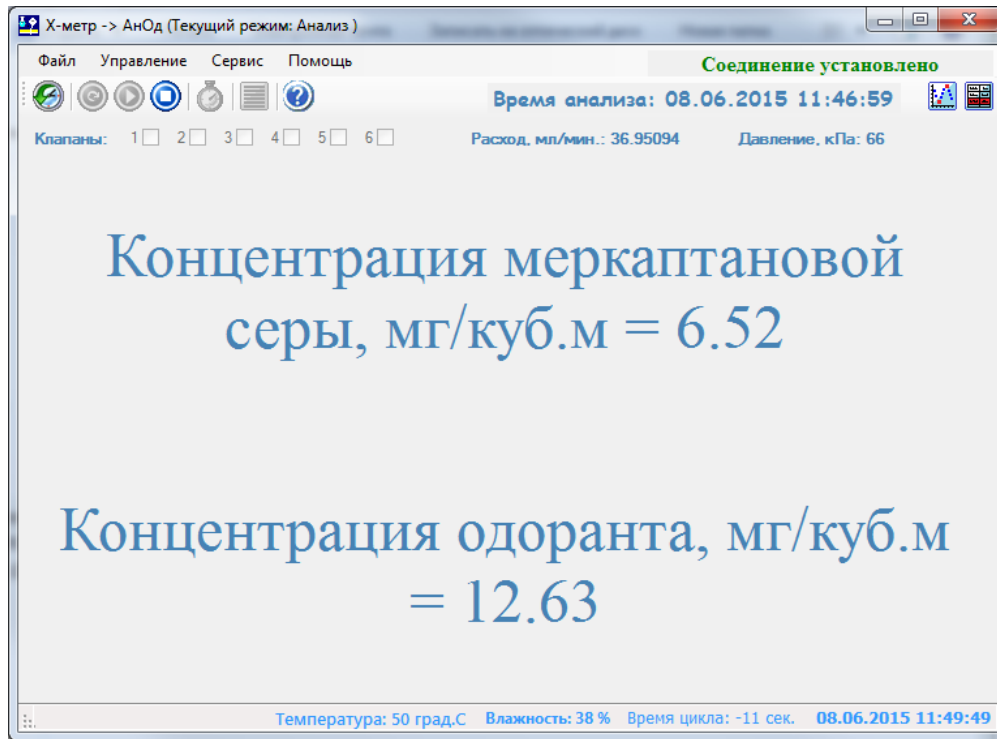 Х-метр -> АнОд (Текущий режим: Анализ )
Файл Управление Сервис Помощь
Соединение установлено
Время анализа: 08.06.2015 11:46:59
Клапаны: 1 2 3 4 5 6 Расход, мл/мин.: 36.95094 Давление, кПа: 66
Концентрация меркаптановой
серы, мг/куб.м = 6.52
Концентрация одоранта, мг/куб.м
= 12.63
Температура: 50 град.С Влажность: 38 % Время цикла: -11 сек. 08.06.2015 11:49:49